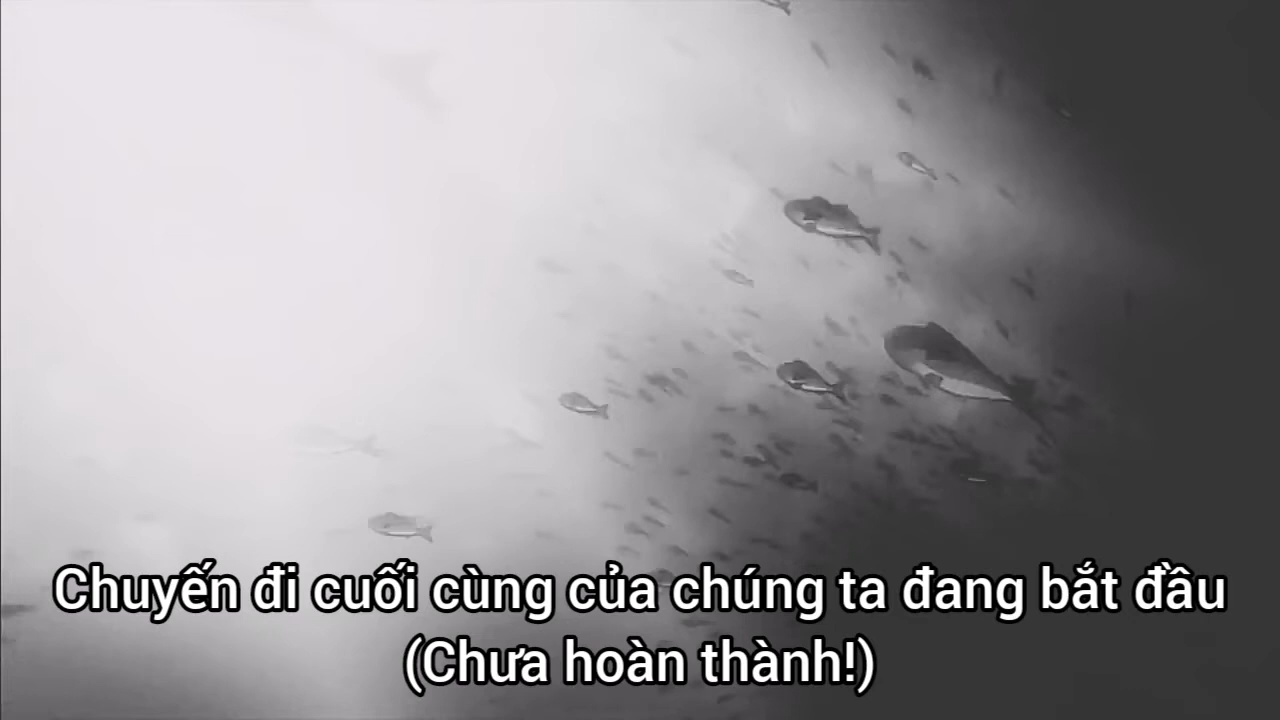 Chuyến đi cuối cùng của chúng ta đang bắt đầu
(Chưa hoàn thành!)